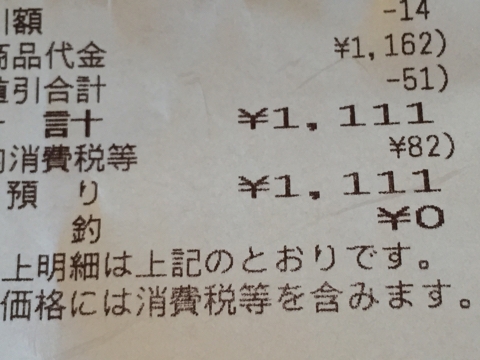 引額 -14
商品代金 ¥1,162)
値引合計 -51)
計 ¥1,111
内消費税等 ¥82)
預り ¥1,111
釣 ¥0
上明細は上記のとおりです。
価格には消費税等を含みます。